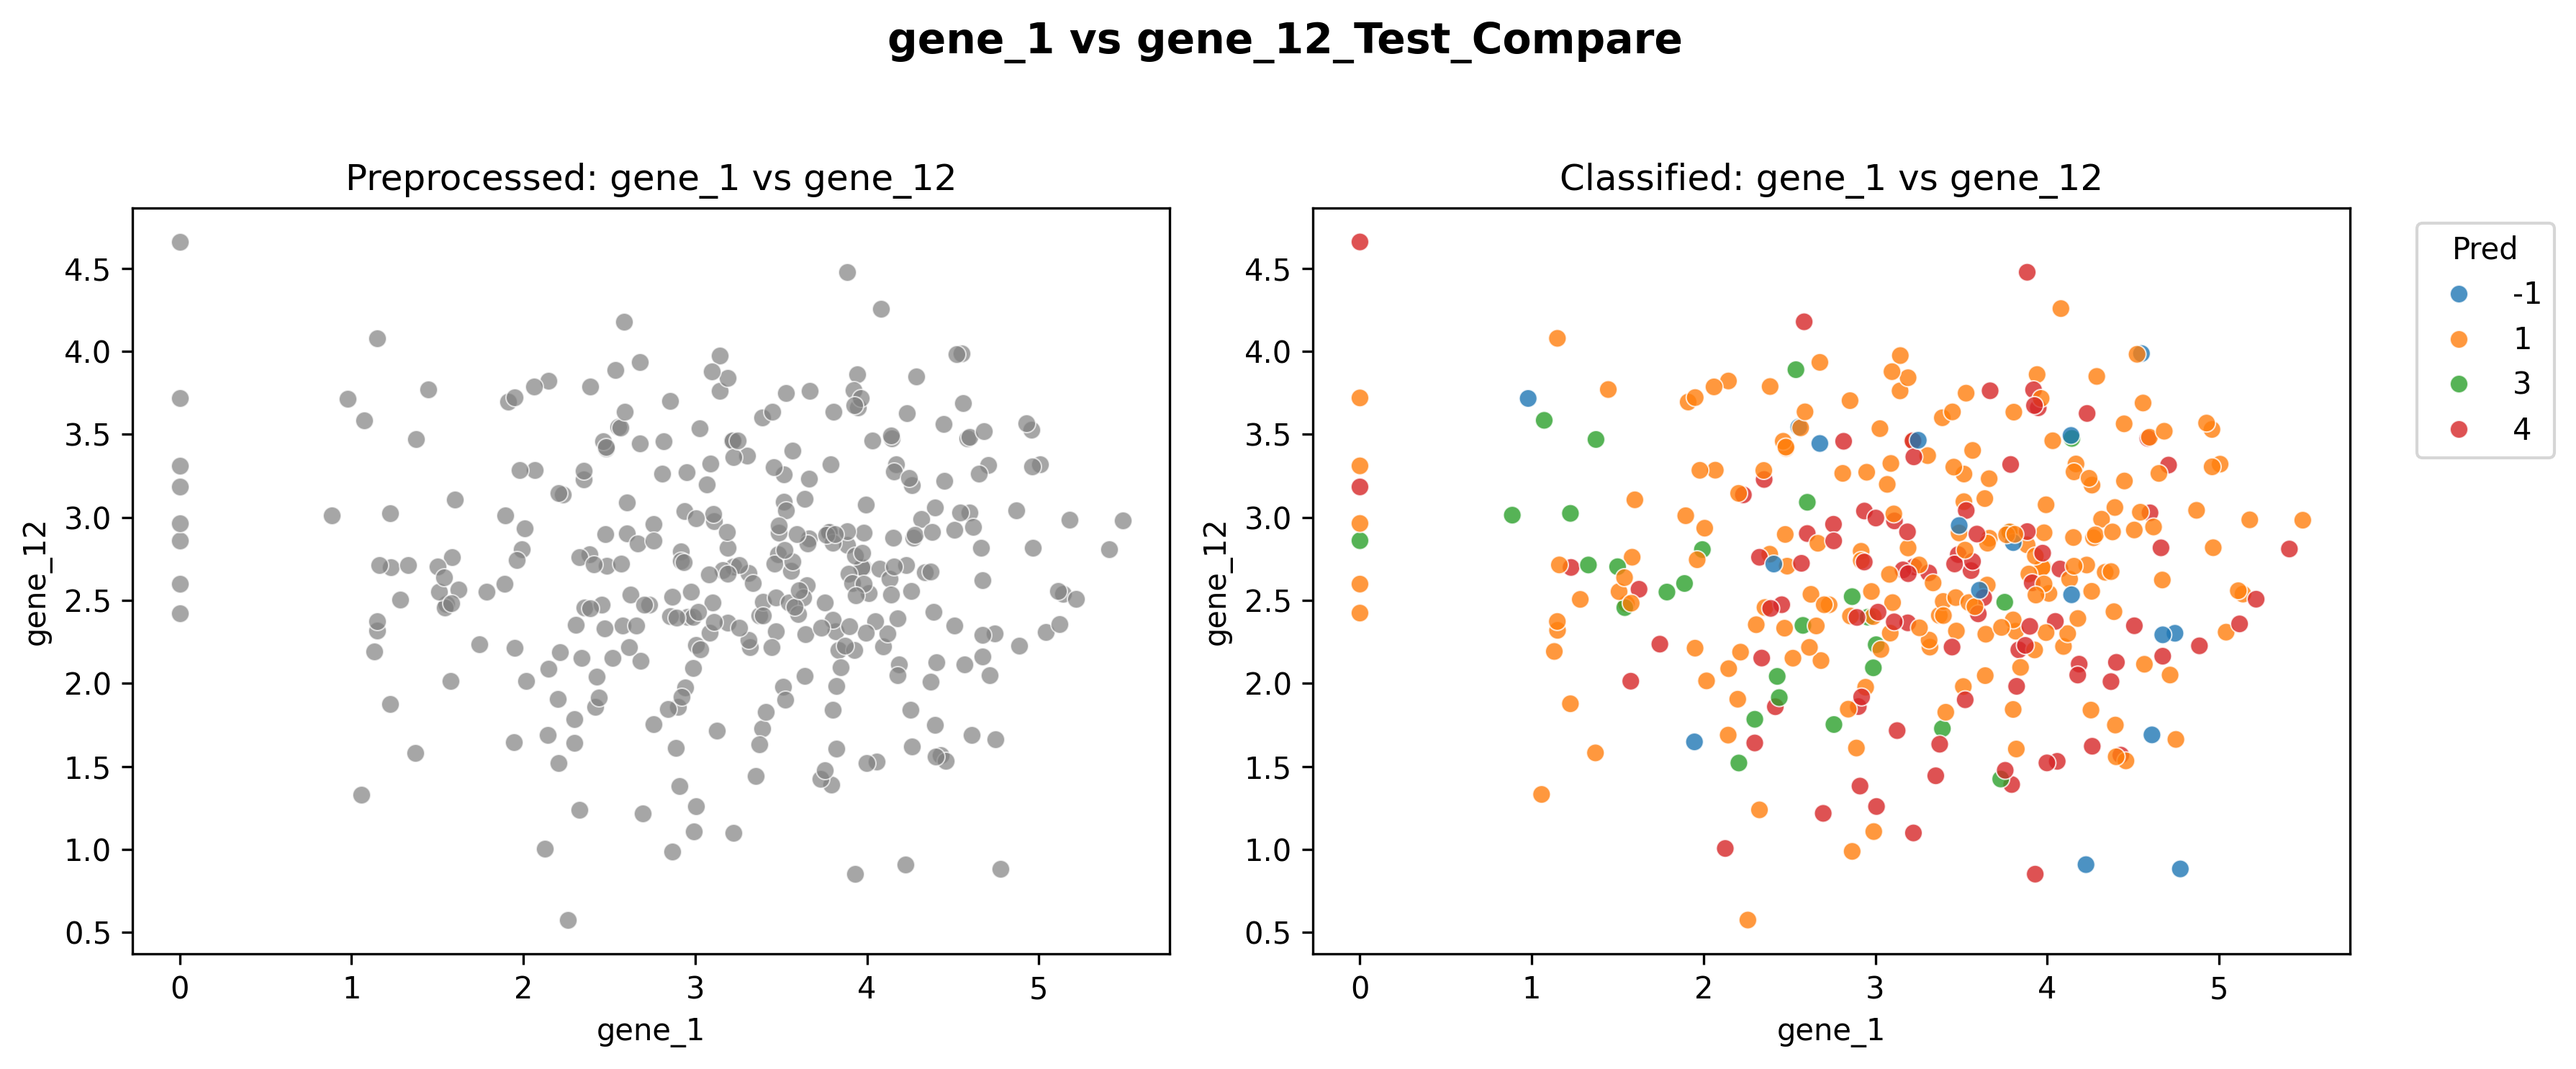 gene_1 vs gene_12_Test_Compare
Preprocessed: gene_1 vs gene_12
4.5
4.0
3.5
3.0
2.5
2.0
1.5
1.0
0.5
gene_12
0 1 2 3 4 5
gene_1
Classified: gene_1 vs gene_12
4.5
4.0
3.5
3.0
2.5
2.0
1.5
1.0
0.5
gene_12
0 1 2 3 4 5
gene_1
Pred
-1
1
3
4